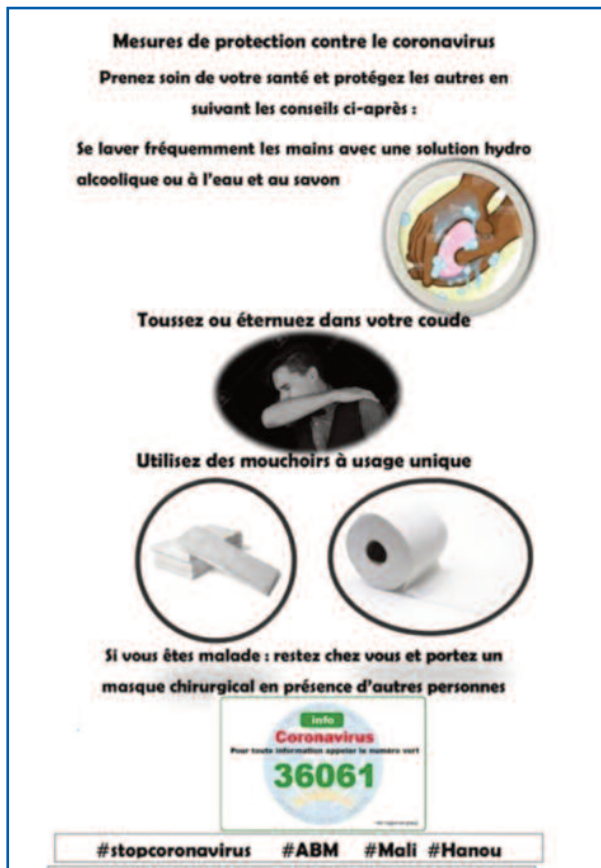 Mesures de protection contre le coronavirus
Prenez soin de votre santé et protégez les autres en
suivant les conseils ci-après :
Se laver fréquemment les mains avec une solution hydro
alcoolique ou à l'eau et au savon
Toussez ou éternuez dans votre coude
Utilisez des mouchoirs à usage unique
Si vous êtes malade : restez chez vous et portez un
masque chirurgical en présence d'autres personnes
info
Coronavirus
Pour toute information appeler le numéro vert
36061
#stopcoronavirus #ABM #Mali #Hanou